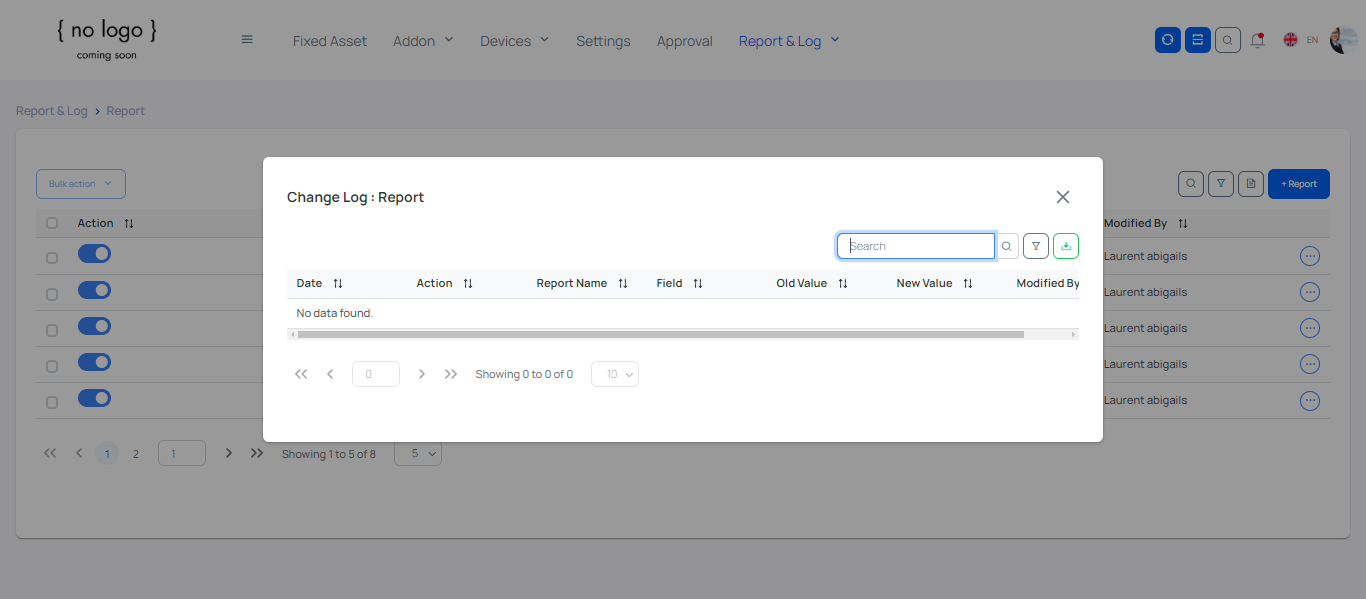 { no logo }
coming soon
Fixed Asset Addon Devices Settings Approval Report & Log EN
Report & Log > Report
Bulk action + Report
Action Modified By
Laurent abigails
Laurent abigails
Laurent abigails
Laurent abigails
Laurent abigails
1 2 1 Showing 1 to 5 of 8 5
Change Log : Report
Search
Date Action Report Name Field Old Value New Value Modified By
No data found.
0 Showing 0 to 0 of 0 10